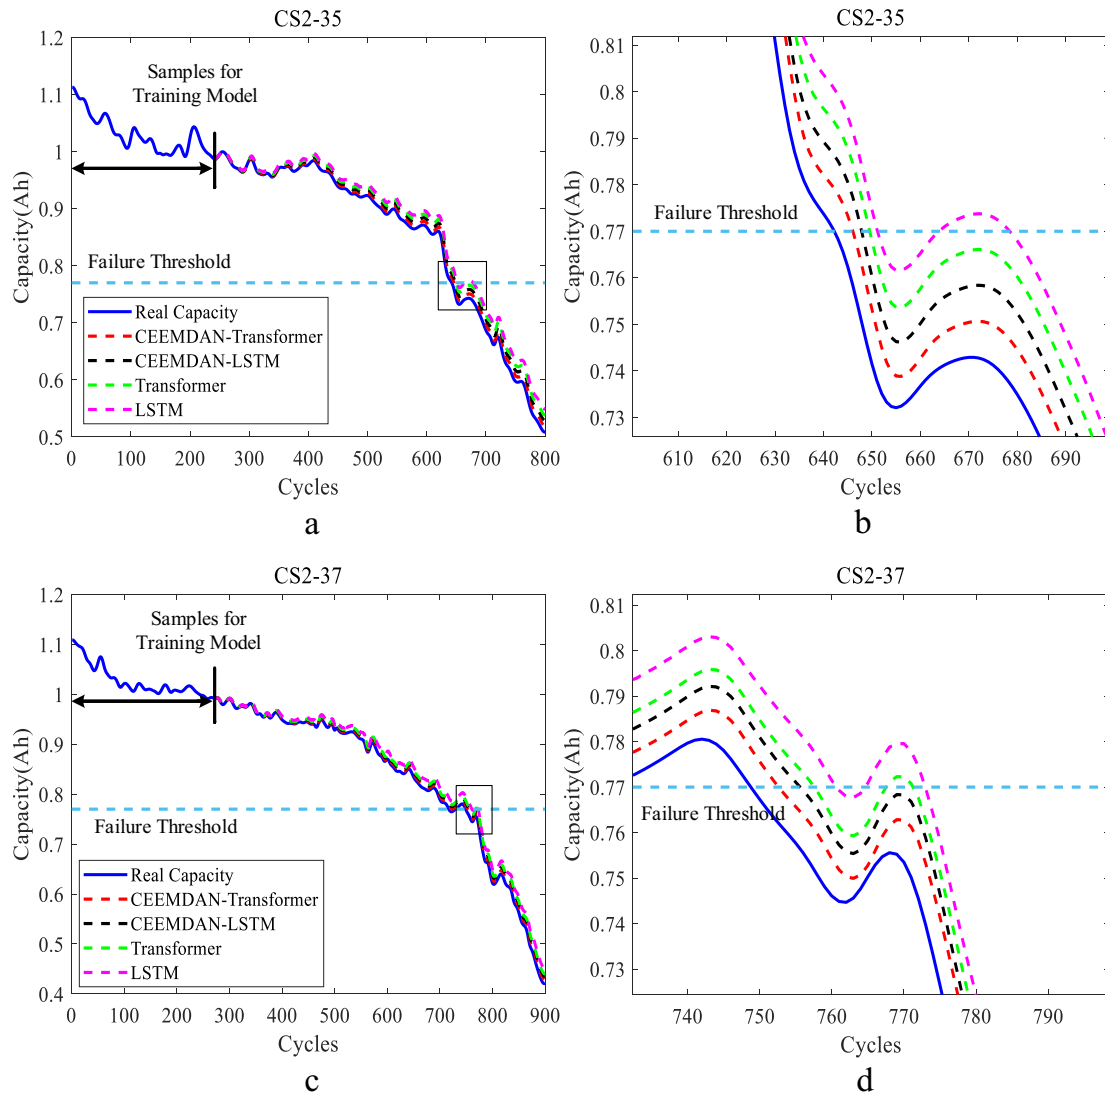 CS2-35
1.2
1.1
1
0.9
0.8
0.7
0.6
0.5
Capacity(Ah)
Samples for
Training Model
Failure Threshold
Real Capacity
CEEMDAN-Transformer
CEEMDAN-LSTM
Transformer
LSTM
0 100 200 300 400 500 600 700 800
Cycles
a
CS2-35
0.81
0.8
0.79
0.78
0.77
0.76
0.75
0.74
0.73
Capacity(Ah)
Failure Threshold
610 620 630 640 650 660 670 680 690
Cycles
b
CS2-37
1.2
1.1
1
0.9
0.8
0.7
0.6
0.5
0.4
Capacity(Ah)
Samples for
Training Model
Failure Threshold
Real Capacity
CEEMDAN-Transformer
CEEMDAN-LSTM
Transformer
LSTM
0 100 200 300 400 500 600 700 800 900
Cycles
c
CS2-37
0.81
0.8
0.79
0.78
0.77
0.76
0.75
0.74
0.73
Capacity(Ah)
Failure Threshold
740 750 760 770 780 790
Cycles
d